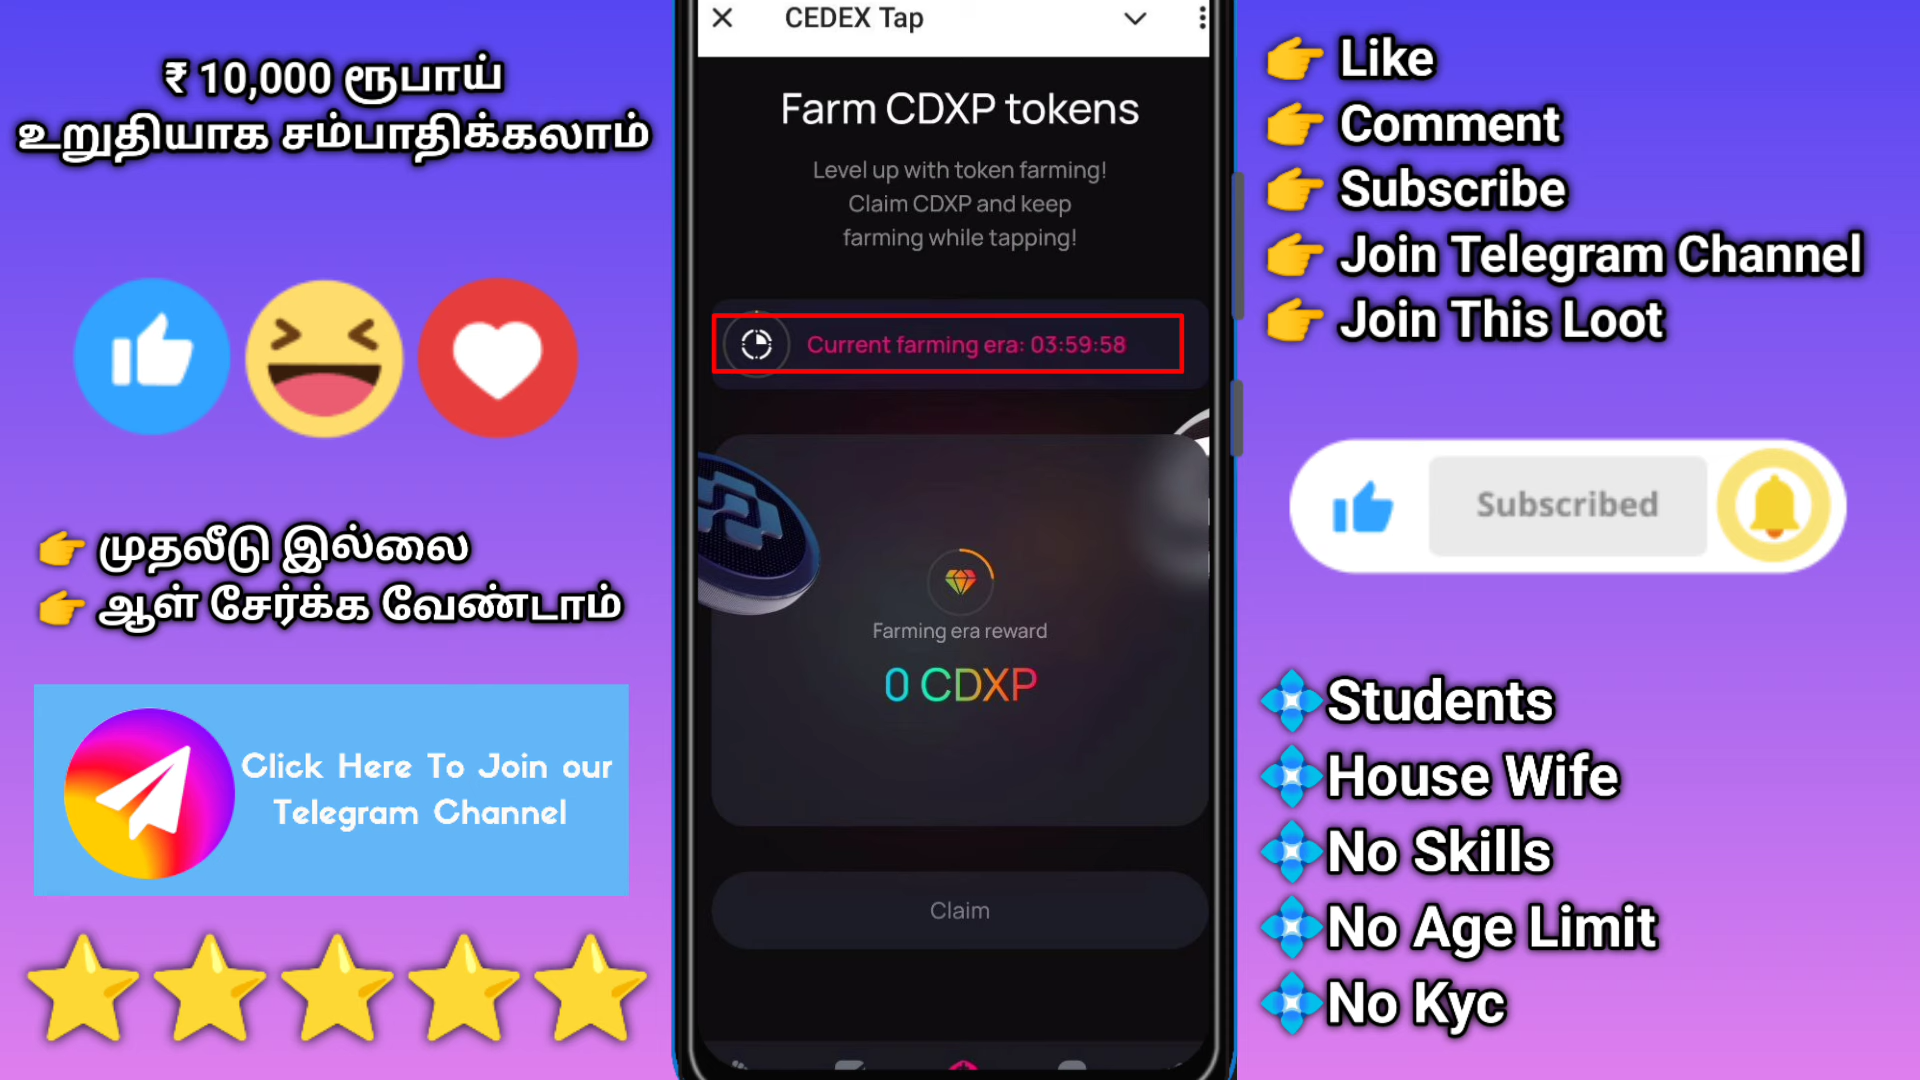 ₹ 10,000 ரூபாய்
உறுதியாக சம்பாதிக்கலாம்
👉 முதலீடு இல்லை
👉 ஆள் சேர்க்க வேண்டாம்
Click Here To Join our
Telegram Channel
CEDEX Tap
Farm CDXP tokens
Level up with token farming!
Claim CDXP and keep
farming while tapping!
Current farming era: 03:59:58
Farming era reward
0 CDXP
Claim
👉 Like
👉 Comment
👉 Subscribe
👉 Join Telegram Channel
👉 Join This Loot
Subscribed
💠Students
💠House Wife
💠No Skills
💠No Age Limit
💠No Kyc